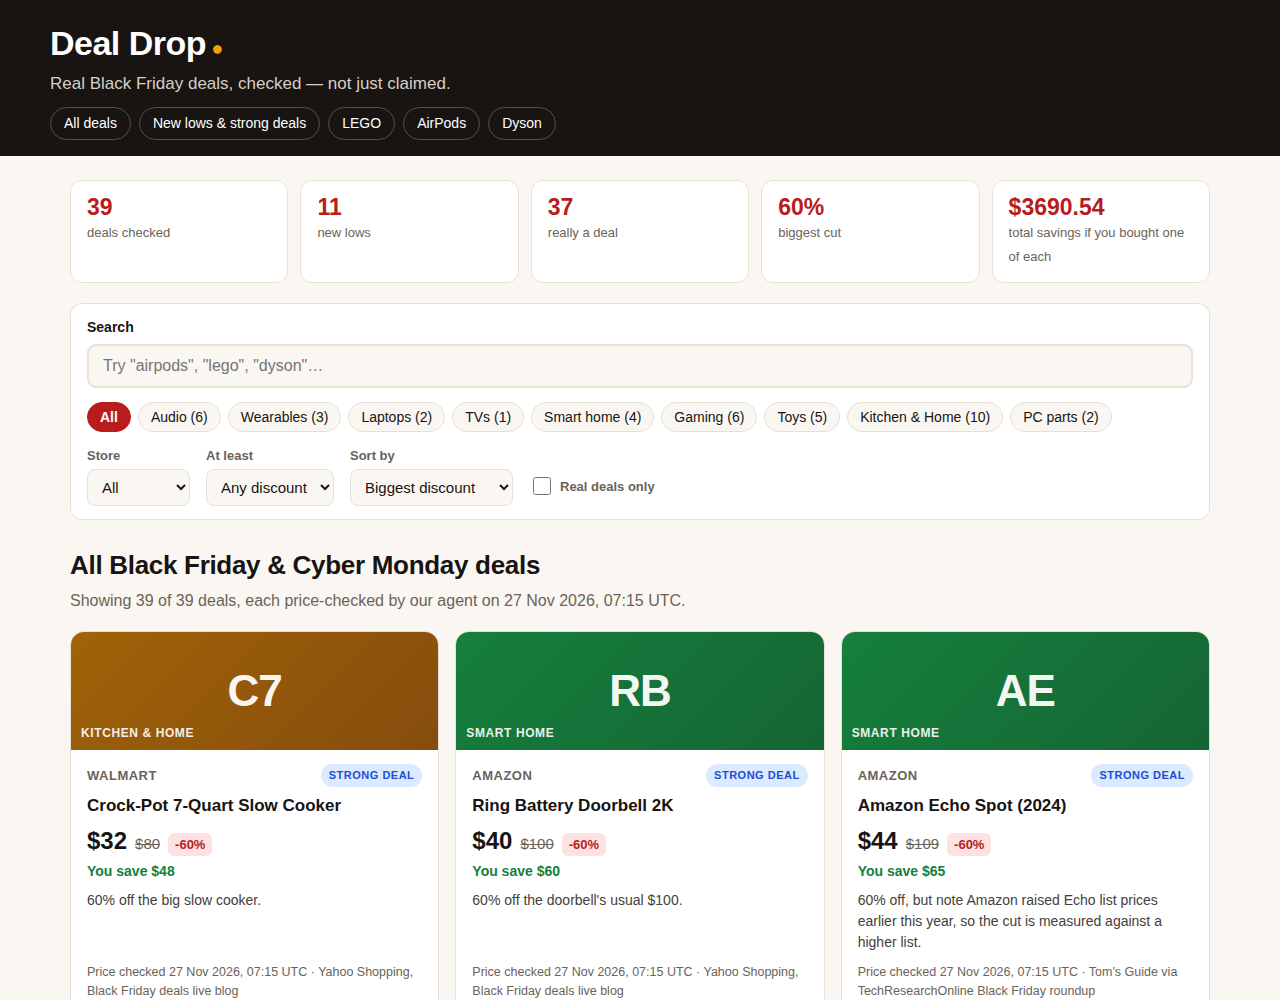 Deal Drop
Real Black Friday deals, checked — not just claimed.
All deals
New lows & strong deals
LEGO
AirPods
Dyson
39
deals checked
11
new lows
37
really a deal
60%
biggest cut
$3690.54
total savings if you bought one
of each
Search
Try "airpods", "lego", "dyson"…
All
Audio (6)
Wearables (3)
Laptops (2)
TVs (1)
Smart home (4)
Gaming (6)
Toys (5)
Kitchen & Home (10)
PC parts (2)
Store
All
At least
Any discount
Sort by
Biggest discount
Real deals only
All Black Friday & Cyber Monday deals
Showing 39 of 39 deals, each price-checked by our agent on 27 Nov 2026, 07:15 UTC.
C7
KITCHEN & HOME
WALMART
STRONG DEAL
Crock-Pot 7-Quart Slow Cooker
$32 $80 -60%
You save $48
60% off the big slow cooker.
Price checked 27 Nov 2026, 07:15 UTC · Yahoo Shopping,
Black Friday deals live blog
RB
SMART HOME
AMAZON
STRONG DEAL
Ring Battery Doorbell 2K
$40 $100 -60%
You save $60
60% off the doorbell's usual $100.
Price checked 27 Nov 2026, 07:15 UTC · Yahoo Shopping,
Black Friday deals live blog
AE
SMART HOME
AMAZON
STRONG DEAL
Amazon Echo Spot (2024)
$44 $109 -60%
You save $65
60% off, but note Amazon raised Echo list prices
earlier this year, so the cut is measured against a
higher list.
Price checked 27 Nov 2026, 07:15 UTC · Tom's Guide via
TechResearchOnline Black Friday roundup